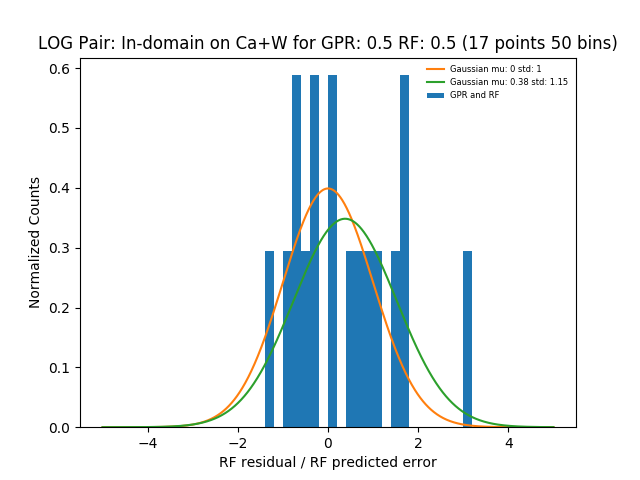 LOG Pair: In-domain on Ca+W for GPR: 0.5 RF: 0.5 (17 points 50 bins)
Gaussian mu: 0 std: 1
Gaussian mu: 0.38 std: 1.15
GPR and RF
Normalized Counts
0.6
0.5
0.4
0.3
0.2
0.1
0.0
−4 −2 0 2 4
RF residual / RF predicted error